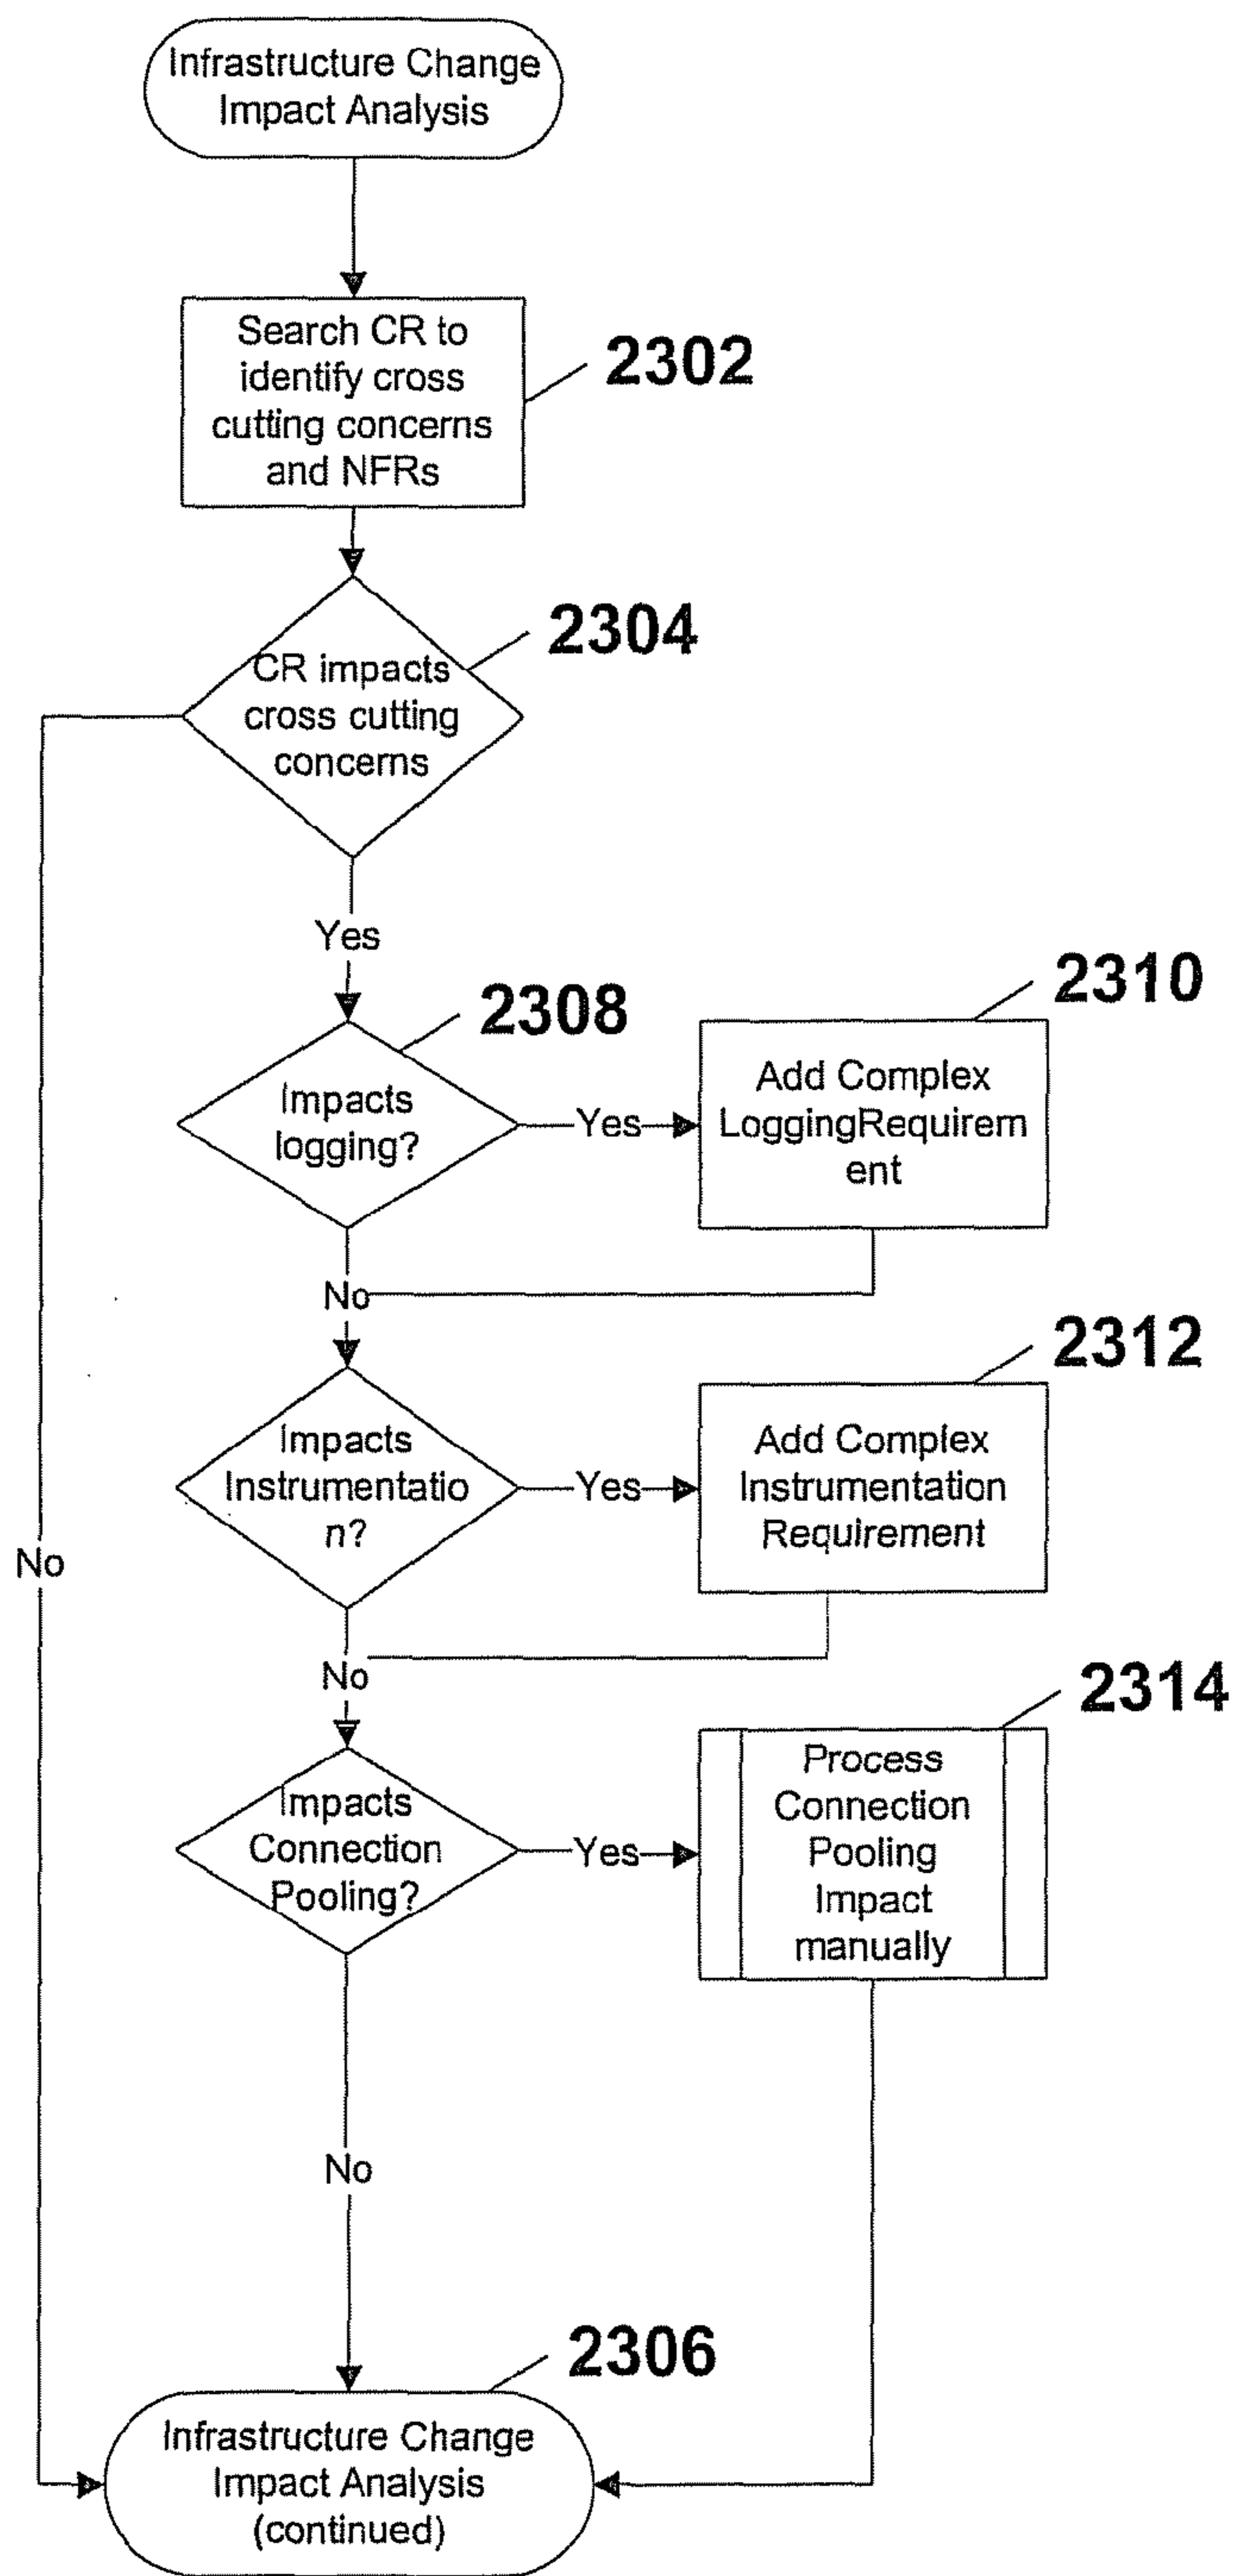 Infrastructure Change
Impact Analysis
Search CR to
identify cross
cutting concerns
and NFRs
2302
2304
CR impacts
cross cutting
concerns
Yes
2308
2310
Impacts
logging?
Yes
Add Complex
LoggingRequirem
ent
No
2312
Impacts
Instrumentatio
n?
Yes
Add Complex
Instrumentation
Requirement
No
No
2314
Impacts
Connection
Pooling?
Yes
Process
Connection
Pooling
Impact
manually
No
2306
Infrastructure Change
Impact Analysis
(continued)